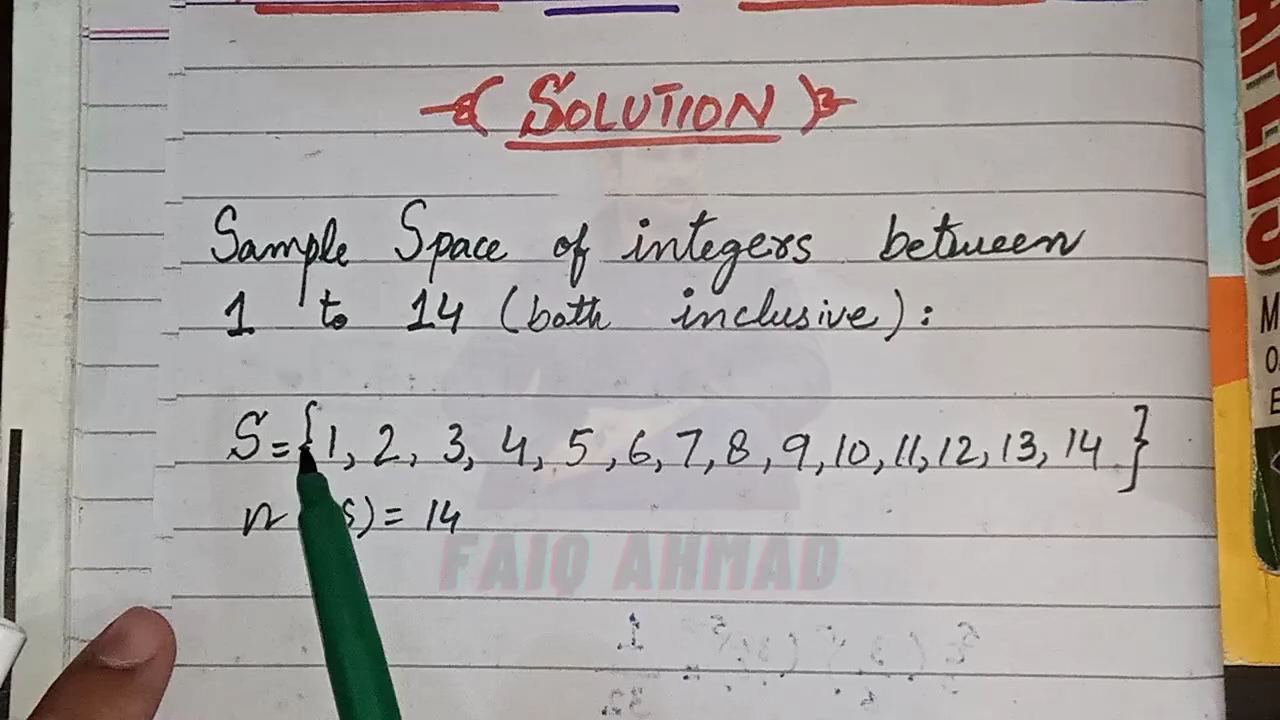 SOLUTION
Sample Space of integers between
1 to 14 (both inclusive):
S={1, 2, 3, 4, 5, 6, 7, 8, 9, 10, 11, 12, 13, 14}
n S)= 14
FAIQ AHMAD